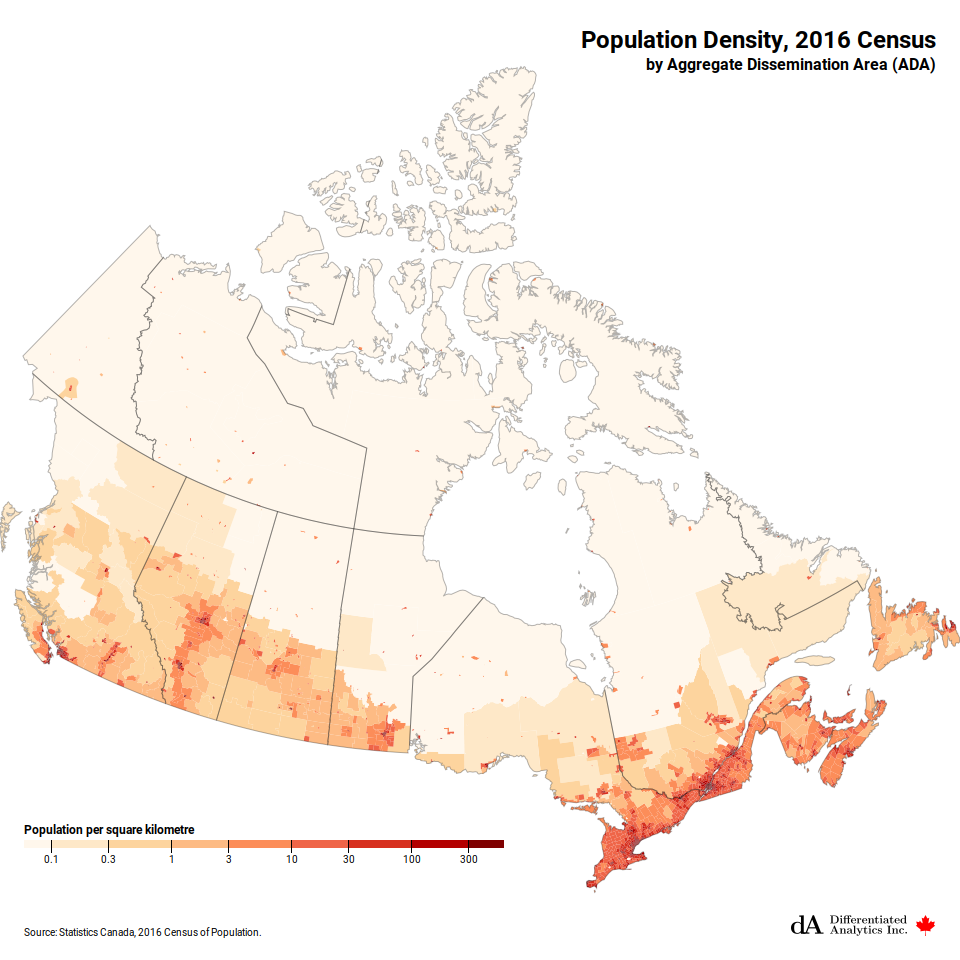 Population Density, 2016 Census
by Aggregate Dissemination Area (ADA)
Population per square kilometre
0.1 0.3 1 3 10 30 100 300
Source: Statistics Canada, 2016 Census of Population.
dA Differentiated
Analytics Inc.